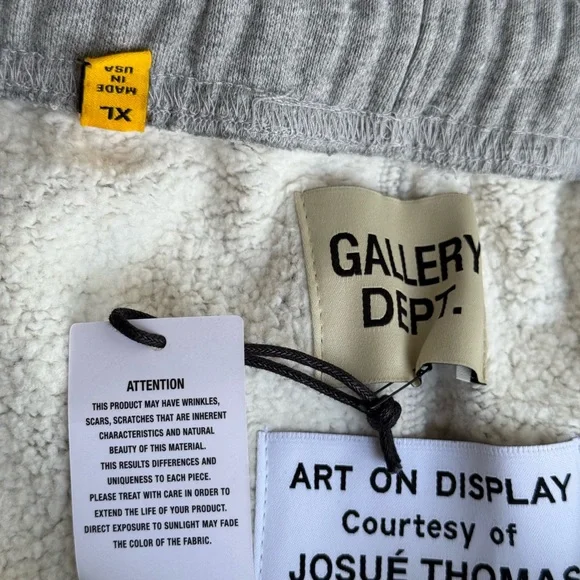 XL
MADE
IN
USA
GALLERY
DEPT.
ATTENTION
THIS PRODUCT MAY HAVE WRINKLES,
SCARS, SCRATCHES THAT ARE INHERENT
CHARACTERISTICS AND NATURAL
BEAUTY OF THIS MATERIAL.
THIS RESULTS DIFFERENCES AND
UNIQUENESS TO EACH PIECE.
PLEASE TREAT WITH CARE IN ORDER TO
EXTEND THE LIFE OF YOUR PRODUCT.
DIRECT EXPOSURE TO SUNLIGHT MAY FADE
THE COLOR OF THE FABRIC.
ART ON DISPLAY
Courtesy of
JOSUÉ THOMAS